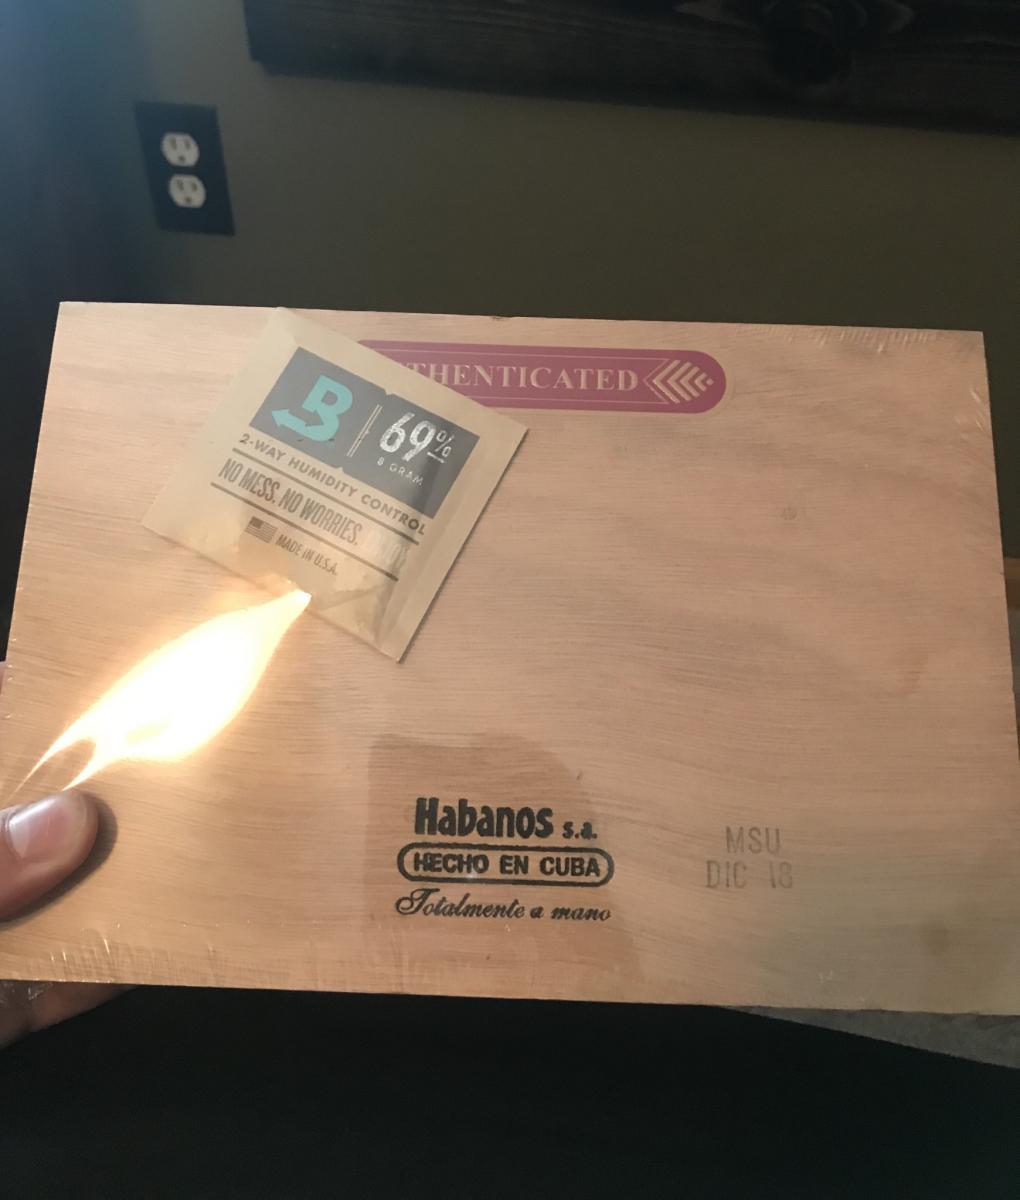 THENTICATED
B 69%
8 GRAM
2-WAY HUMIDITY CONTROL
NO MESS. NO WORRIES.
MADE IN U.S.A.
Habanos s.a.
HECHO EN CUBA
Totalmente a mano
MSU
DIC 18